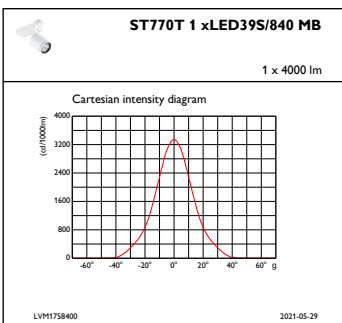 ST770T 1 xLED39S/840 MB
1 x 4000 lm
Cartesian intensity diagram
(cd/1000lm)
4000
3200
2400
1600
800
0
-60° -40° -20° 0° 20° 40° 60° g
LVM1758400 2021-05-29